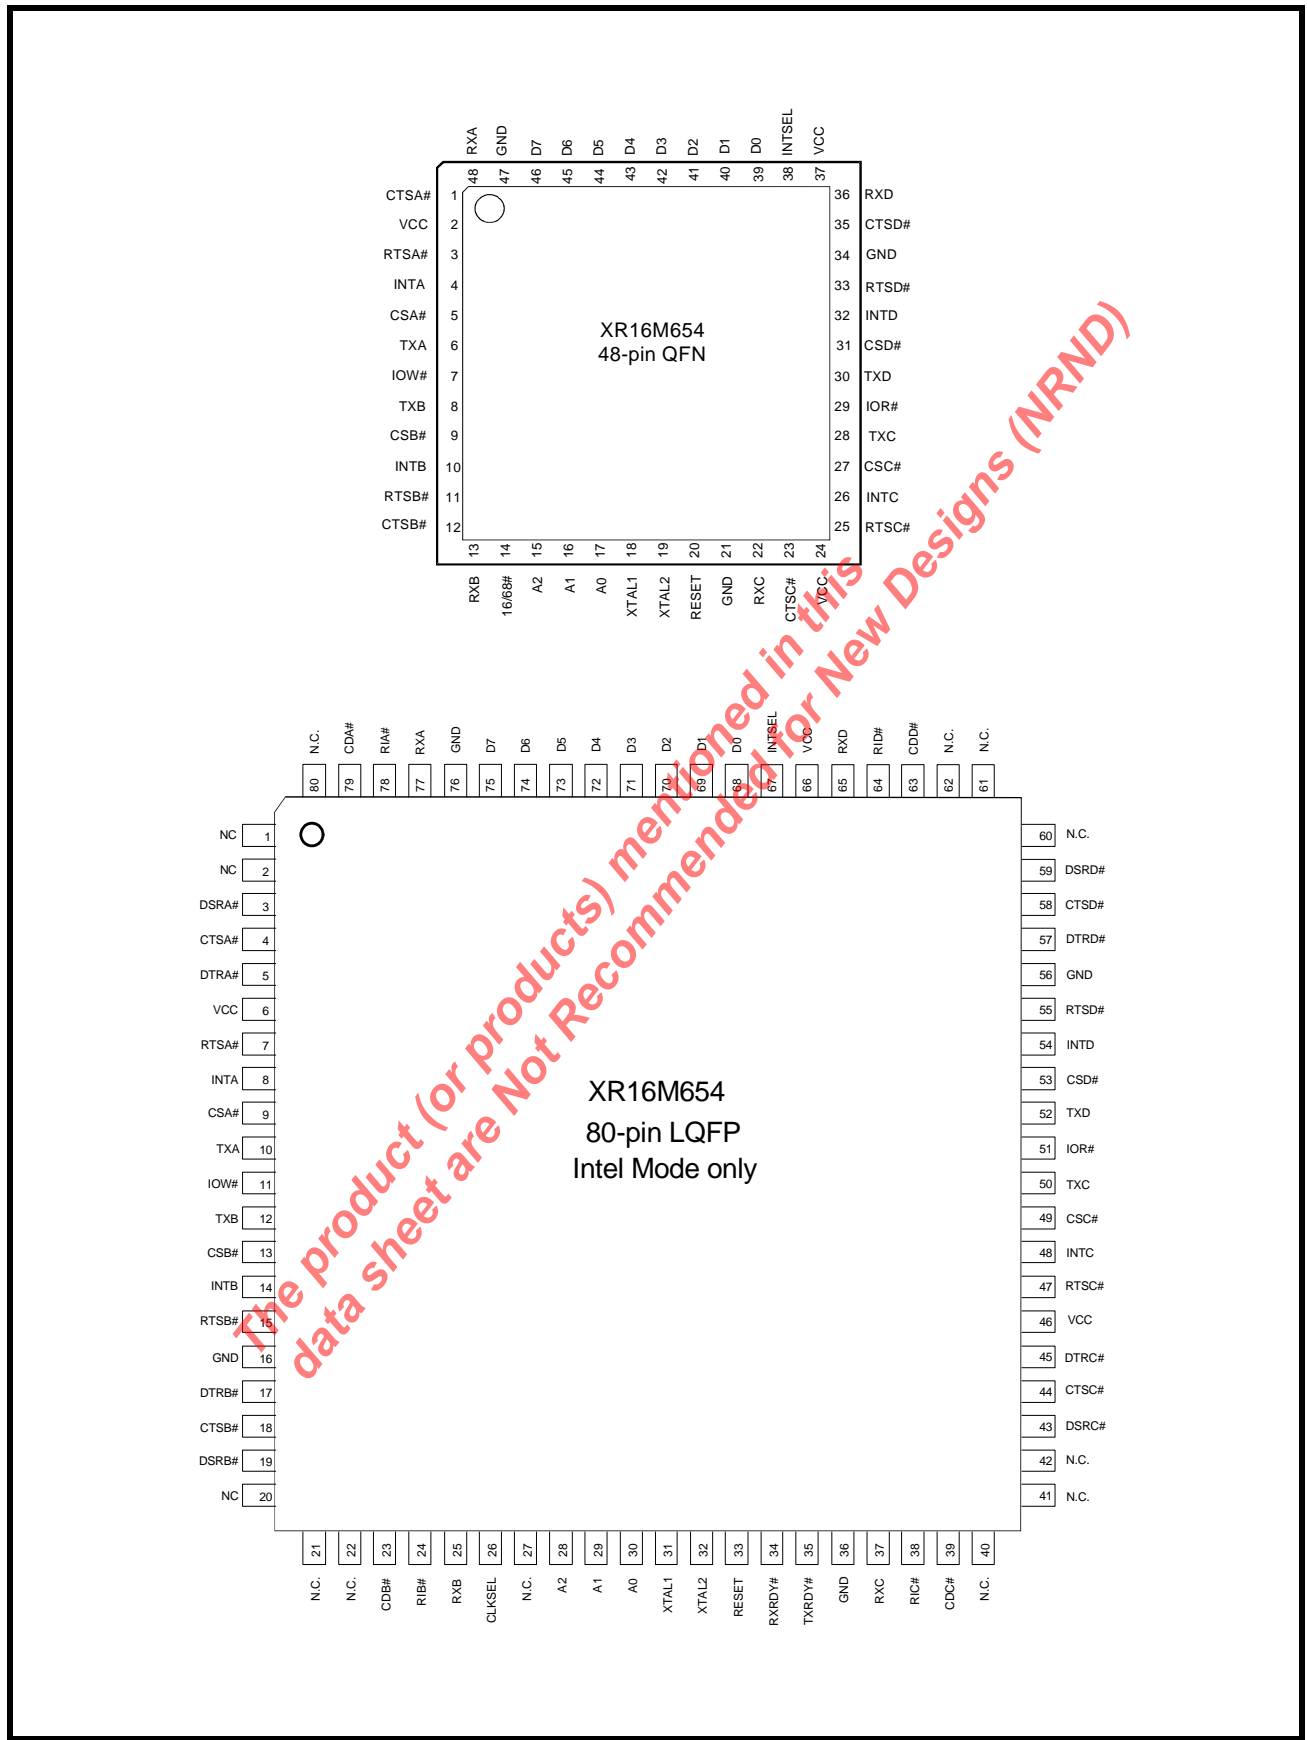 RXA GND D7 D6 D5 D4 D3 D2 D1 D0 INTSEL VCC
48 47 46 45 44 43 42 41 40 39 38 37
CTSA# 1 36 RXD
VCC 2 35 CTSD#
RTSA# 3 34 GND
INTA 4 33 RTSD#
CSA# 5 32 INTD
TXA 6 31 CSD#
IOW# 7 30 TXD
TXB 8 29 IOR#
CSB# 9 28 TXC
INTB 10 27 CSC#
RTSB# 11 26 INTC
CTSB# 12 25 RTSC#
XR16M654
48-pin QFN
13 14 15 16 17 18 19 20 21 22 23 24
RXB 16/68# A2 A1 A0 XTAL1 XTAL2 RESET GND RXC CTSC# VCC
N.C. CDA# RIA# RXA GND D7 D6 D5 D4 D3 D2 D1 D0 INTSEL VCC RXD RID# CDD# N.C. N.C.
80 79 78 77 76 75 74 73 72 71 70 69 68 67 66 65 64 63 62 61
NC 1 60 N.C.
NC 2 59 DSRD#
DSRA# 3 58 CTSD#
CTSA# 4 57 DTRD#
DTRA# 5 56 GND
VCC 6 55 RTSD#
RTSA# 7 54 INTD
INTA 8 53 CSD#
CSA# 9 52 TXD
TXA 10 51 IOR#
IOW# 11 50 TXC
TXB 12 49 CSC#
CSB# 13 48 INTC
INTB 14 47 RTSC#
RTSB# 15 46 VCC
GND 16 45 DTRC#
DTRB# 17 44 CTSC#
CTSB# 18 43 DSRC#
DSRB# 19 42 N.C.
NC 20 41 N.C.
XR16M654
80-pin LQFP
Intel Mode only
21 22 23 24 25 26 27 28 29 30 31 32 33 34 35 36 37 38 39 40
N.C. N.C. CDB# RIB# RXB CLKSEL N.C. A2 A1 A0 XTAL1 XTAL2 RESET RXRDY# TXRDY# GND RXC RIC# CDC# N.C.
The product (or products) mentioned in this
data sheet are Not Recommended for New Designs (NRND)